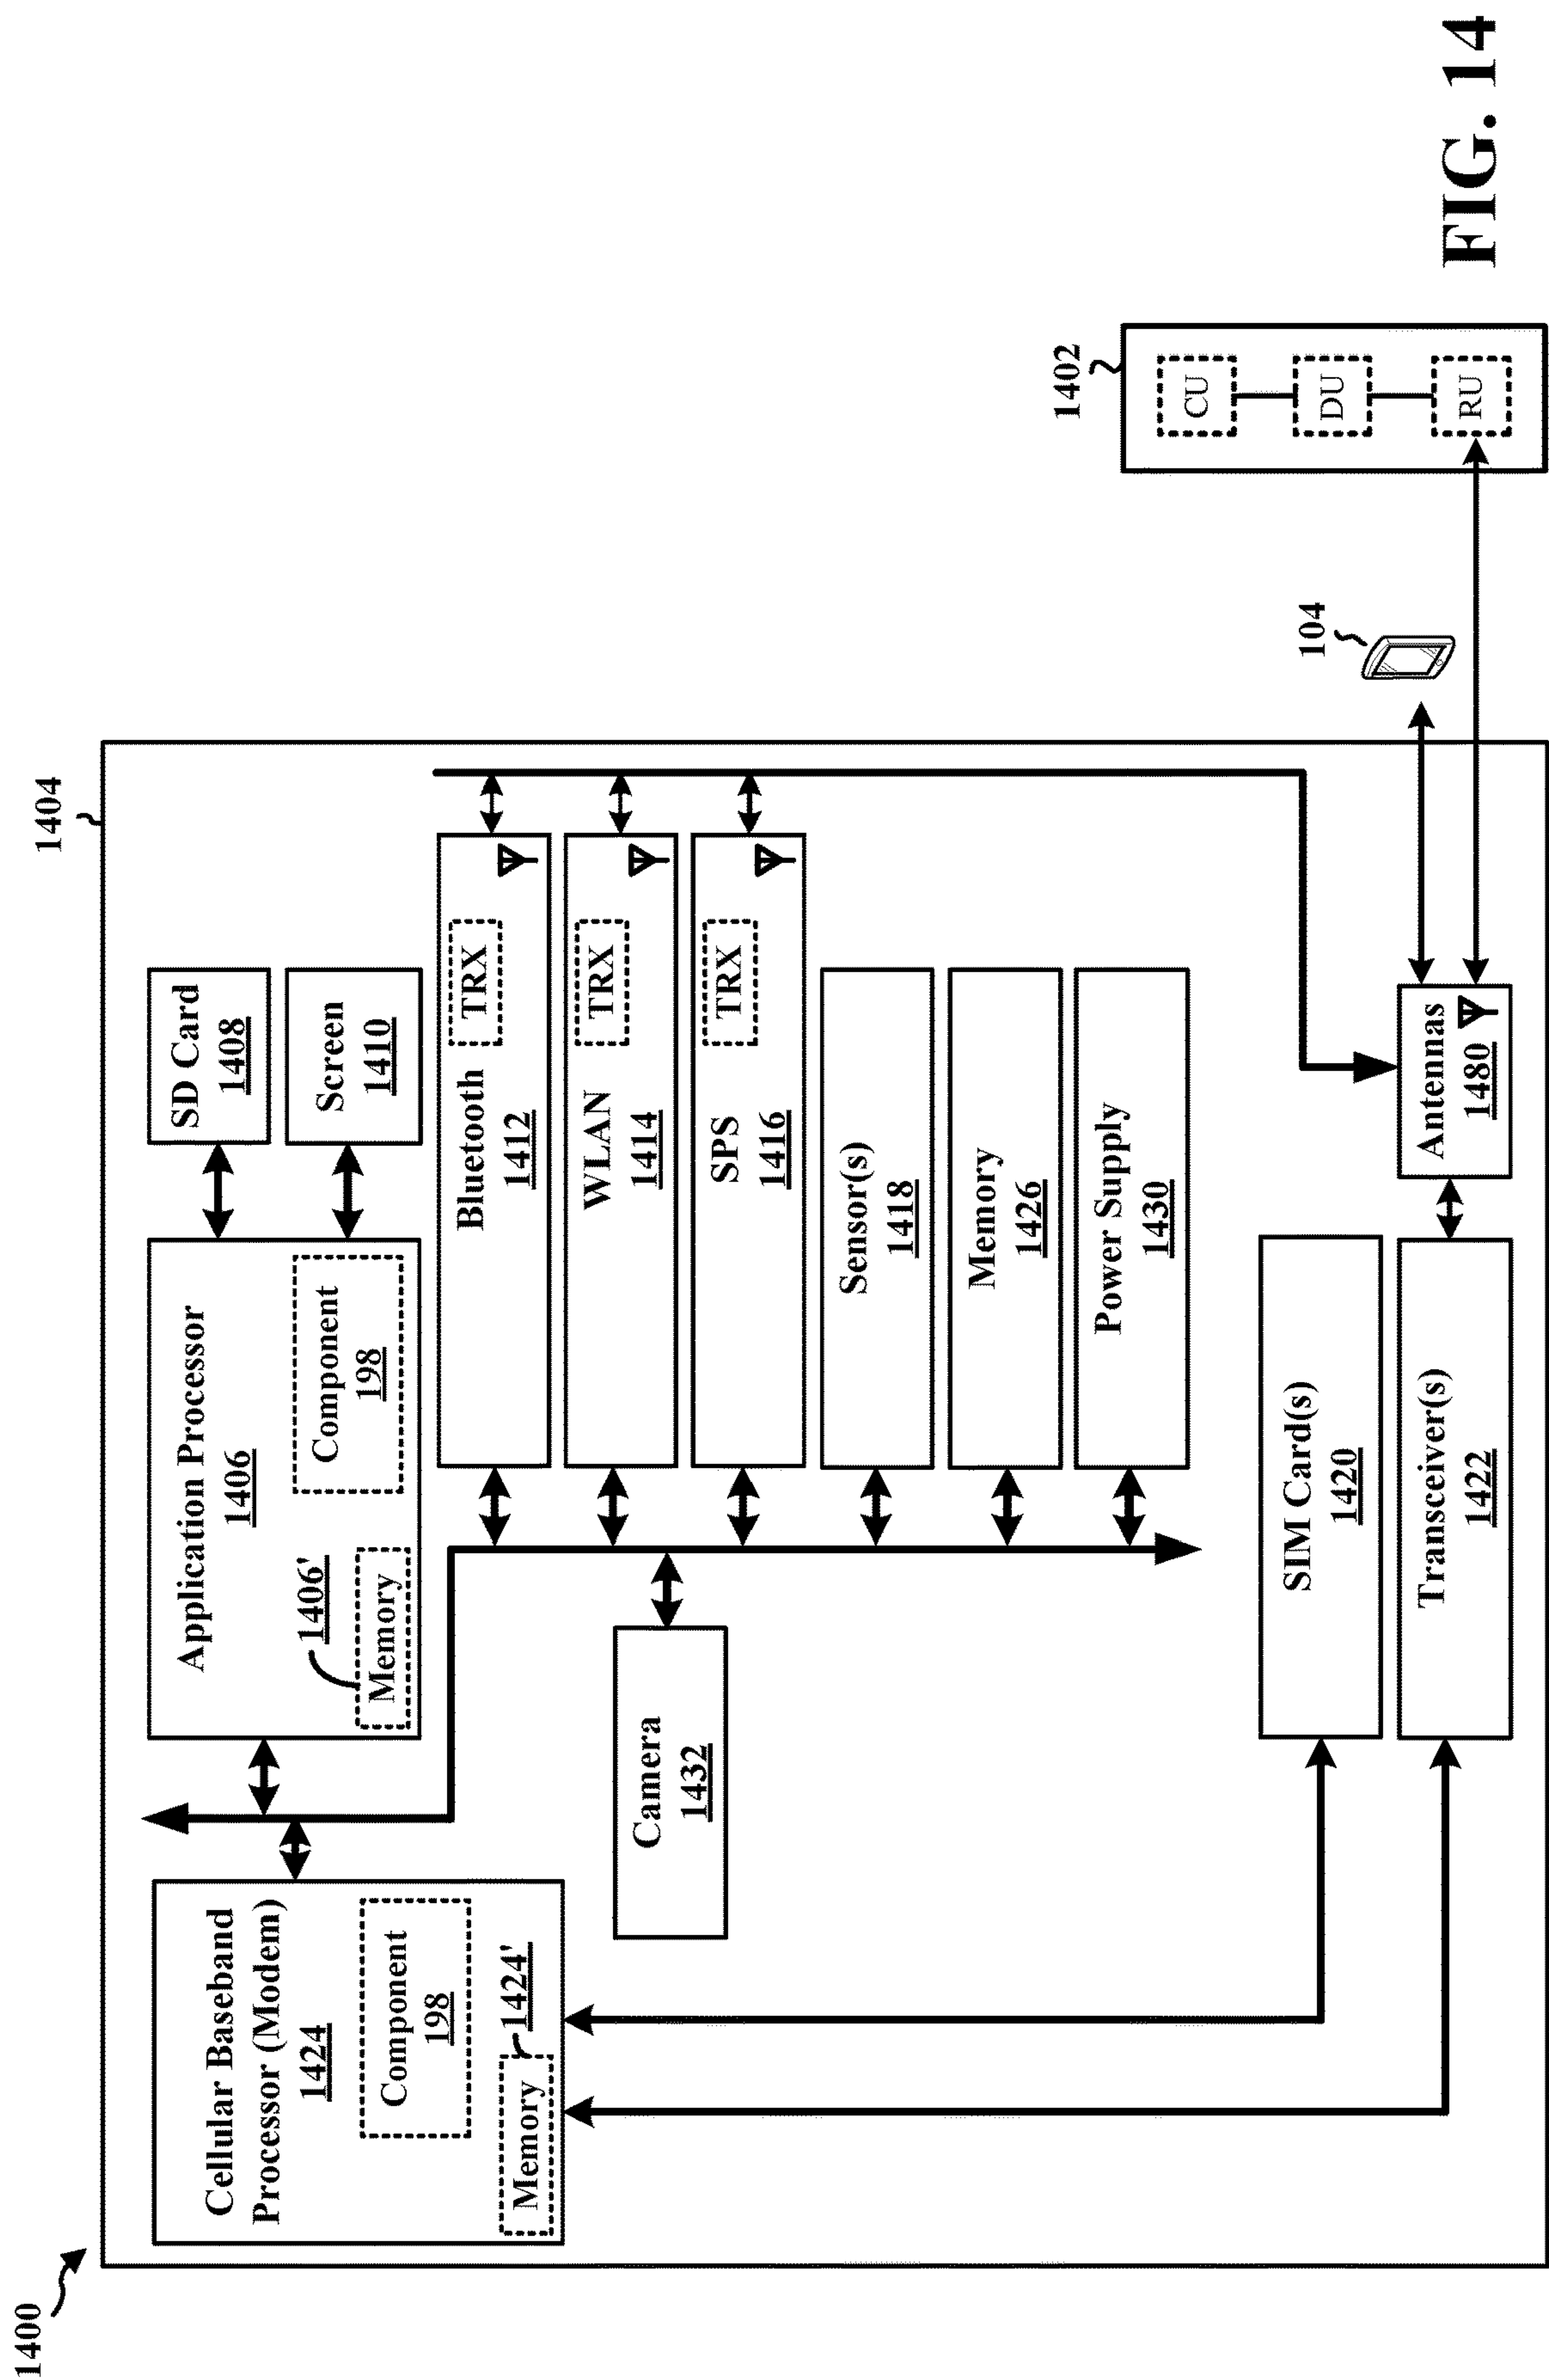 1400
1404
Cellular Baseband
Processor (Modem)
1424
Component
198
Memory
1424'
Application Processor
1406
1406'
Memory
Component
198
SD Card
1408
Screen
1410
Bluetooth
1412
TRX
WLAN
1414
TRX
SPS
1416
TRX
Camera
1432
Sensor(s)
1418
Memory
1426
Power Supply
1430
SIM Card(s)
1420
Transceiver(s)
1422
Antennas
1480
104
1402
CU
DU
RU
FIG. 14